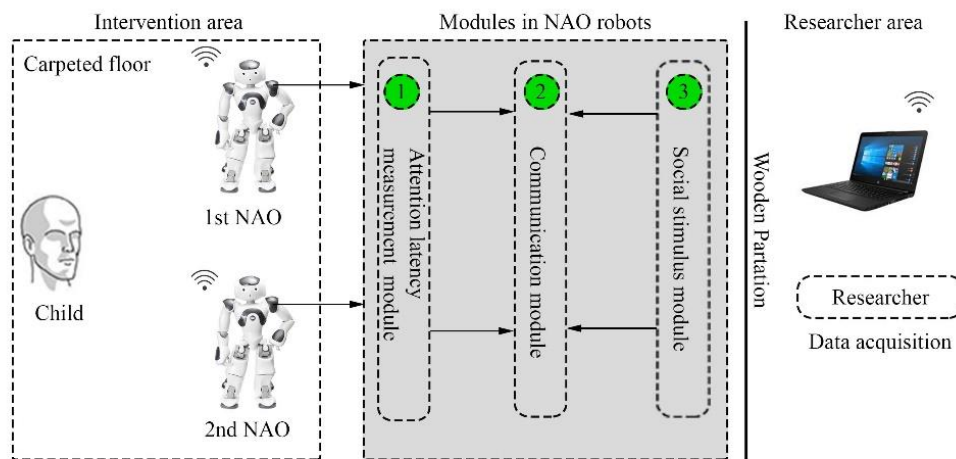 Intervention area
Modules in NAO robots
Researcher area
Carpeted floor
1st NAO
Child
2nd NAO
1
Attention latency
measurement module
2
Communication module
3
Social stimulus module
Wooden Partation
Researcher
Data acquisition